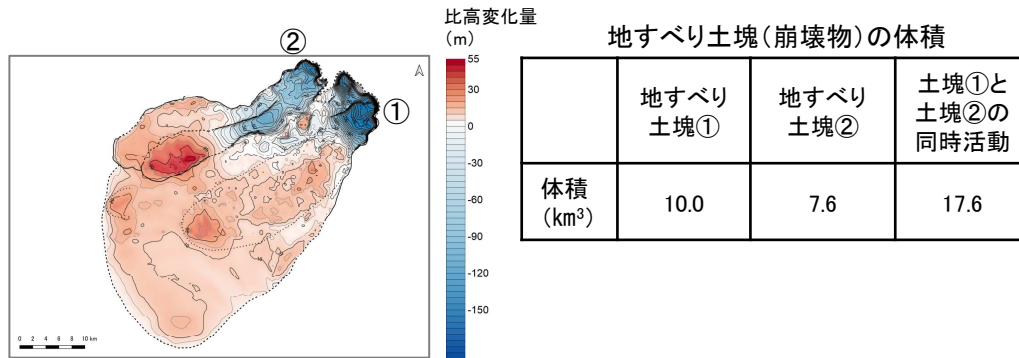 比高変化量
(m)
②
①
55
30
0
-30
-60
-90
-120
-150
0 2 4 6 8 10 km
地すべり土塊(崩壊物)の体積
地すべり
土塊①
地すべり
土塊②
土塊①と
土塊②の
同時活動
体積
(km³)
10.0
7.6
17.6